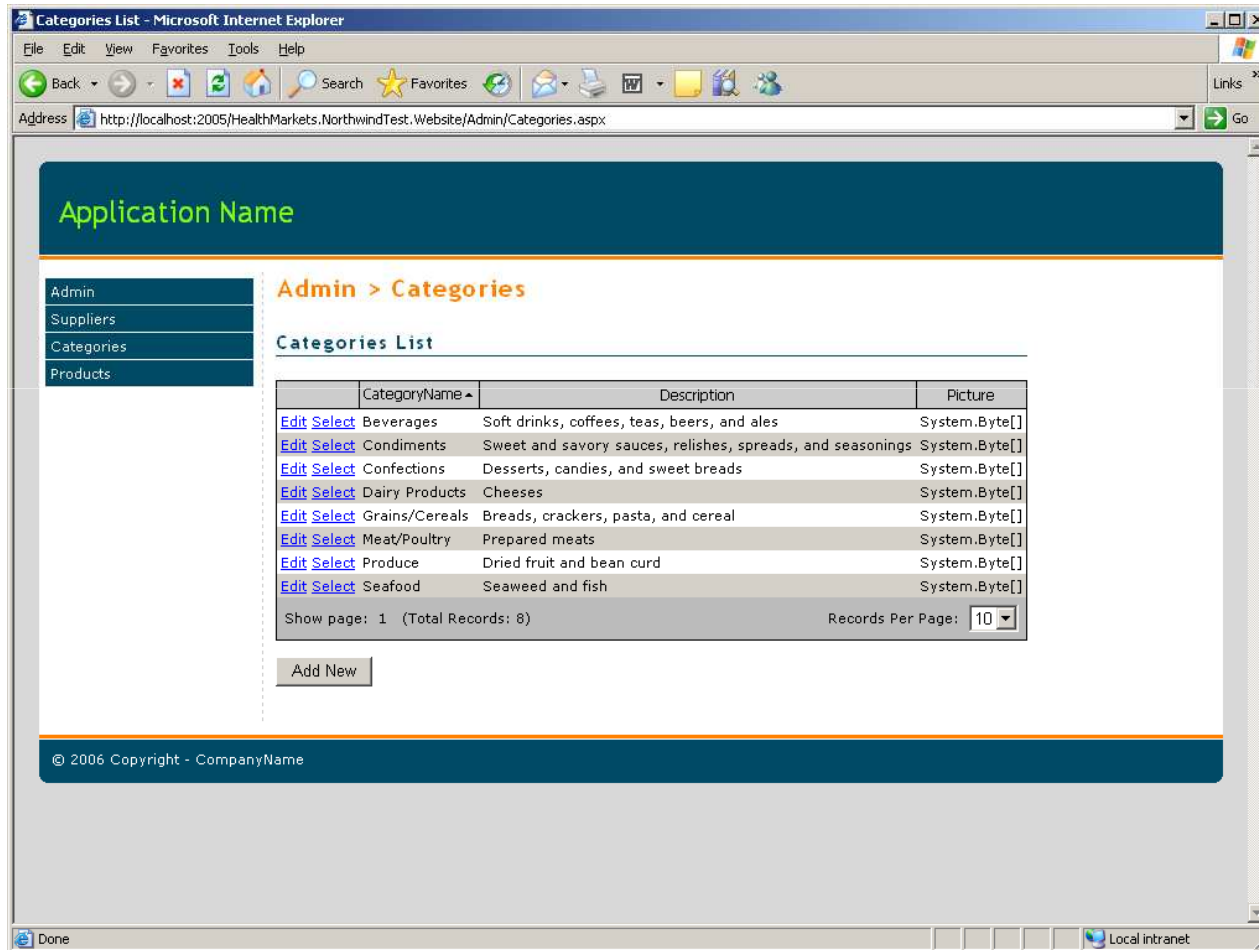 Categories List - Microsoft Internet Explorer
File Edit View Favorites Tools Help
Back Search Favorites Links »
Address http://localhost:2005/HealthMarkets.NorthwindTest.Website/Admin/Categories.aspx Go
Application Name
Admin
Suppliers
Categories
Products
Admin > Categories
Categories List
CategoryName Description Picture
Edit Select Beverages Soft drinks, coffees, teas, beers, and ales System.Byte[]
Edit Select Condiments Sweet and savory sauces, relishes, spreads, and seasonings System.Byte[]
Edit Select Confections Desserts, candies, and sweet breads System.Byte[]
Edit Select Dairy Products Cheeses System.Byte[]
Edit Select Grains/Cereals Breads, crackers, pasta, and cereal System.Byte[]
Edit Select Meat/Poultry Prepared meats System.Byte[]
Edit Select Produce Dried fruit and bean curd System.Byte[]
Edit Select Seafood Seaweed and fish System.Byte[]
Show page: 1 (Total Records: 8) Records Per Page: 10
Add New
© 2006 Copyright - CompanyName
Done Local intranet